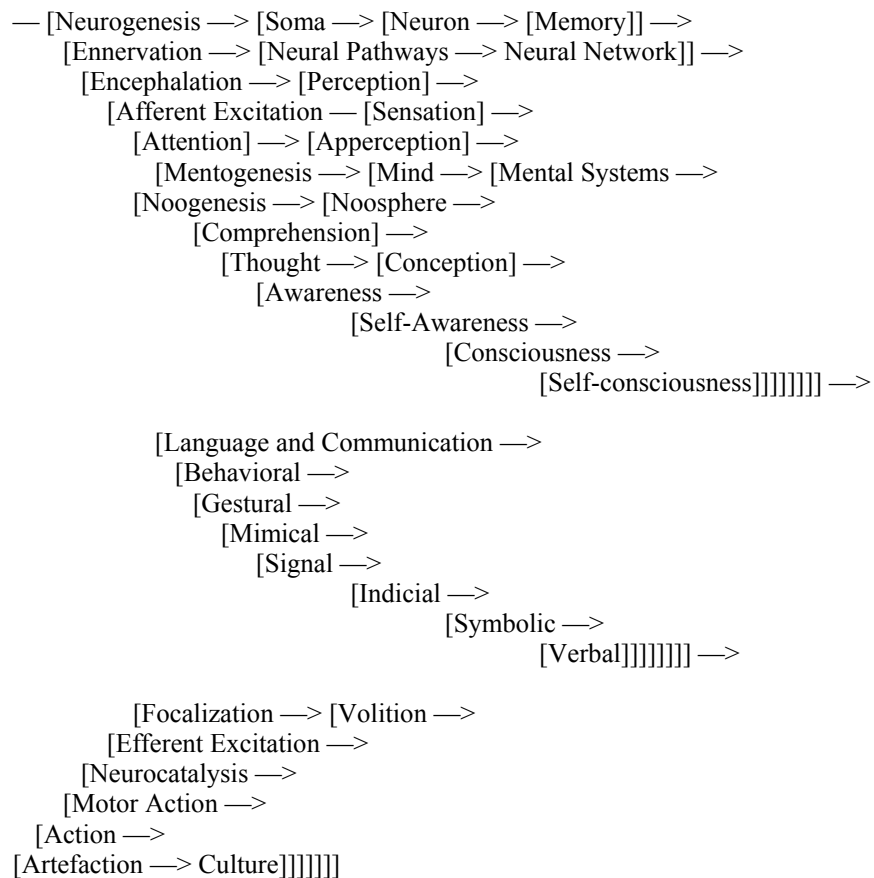 — [Neurogenesis —> [Soma —> [Neuron —> [Memory]] —>
[Ennervation —> [Neural Pathways —> Neural Network]] —>
[Encephalation —> [Perception] —>
[Afferent Excitation — [Sensation] —>
[Attention] —> [Apperception] —>
[Mentogenesis —> [Mind —> [Mental Systems —>
[Noogenesis —> [Noosphere —>
[Comprehension] —>
[Thought —> [Conception] —>
[Awareness —>
[Self-Awareness —>
[Consciousness —>
[Self-consciousness]]]]]]]] —>
[Language and Communication —>
[Behavioral —>
[Gestural —>
[Mimical —>
[Signal —>
[Indicial —>
[Symbolic —>
[Verbal]]]]]]]] —>
[Focalization —> [Volition —>
[Efferent Excitation —>
[Neurocatalysis —>
[Motor Action —>
[Action —>
[Artefaction —> Culture]]]]]]]